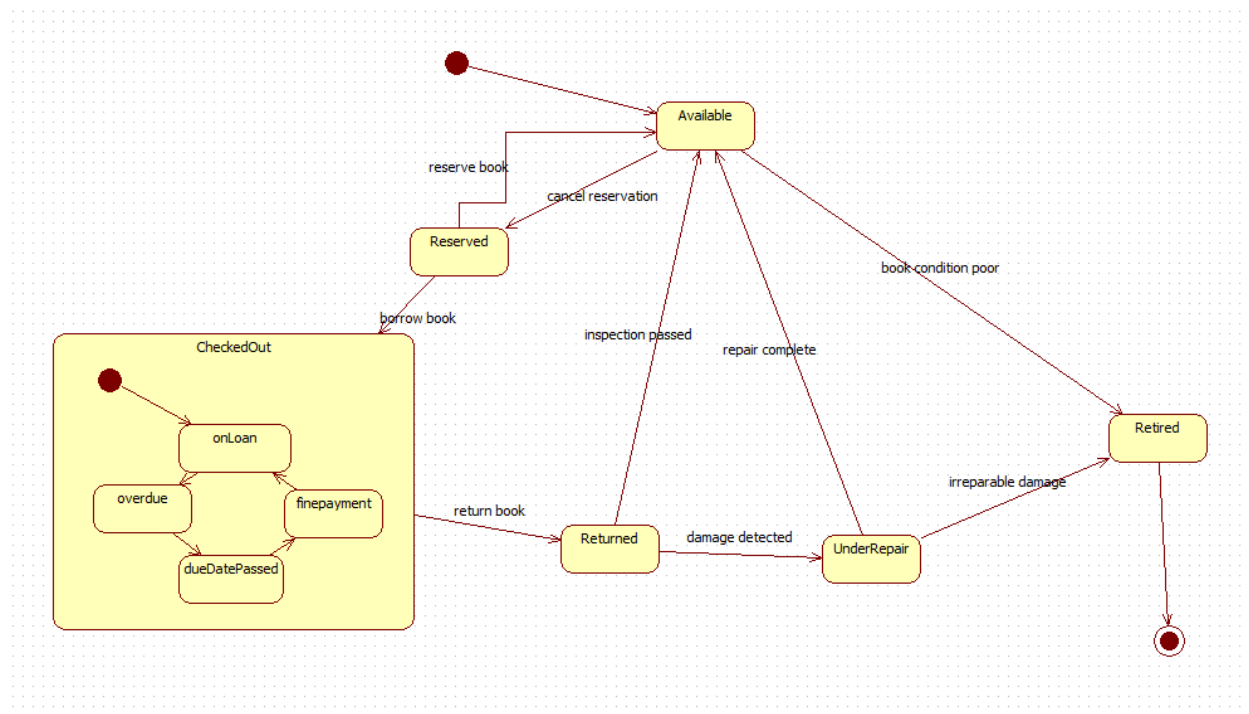 Available
reserve book
cancel reservation
Reserved
book condition poor
borrow book
inspection passed
repair complete
CheckedOut
onLoan
Retired
overdue
finepayment
irreparable damage
return book
Returned
damage detected
UnderRepair
dueDatePassed